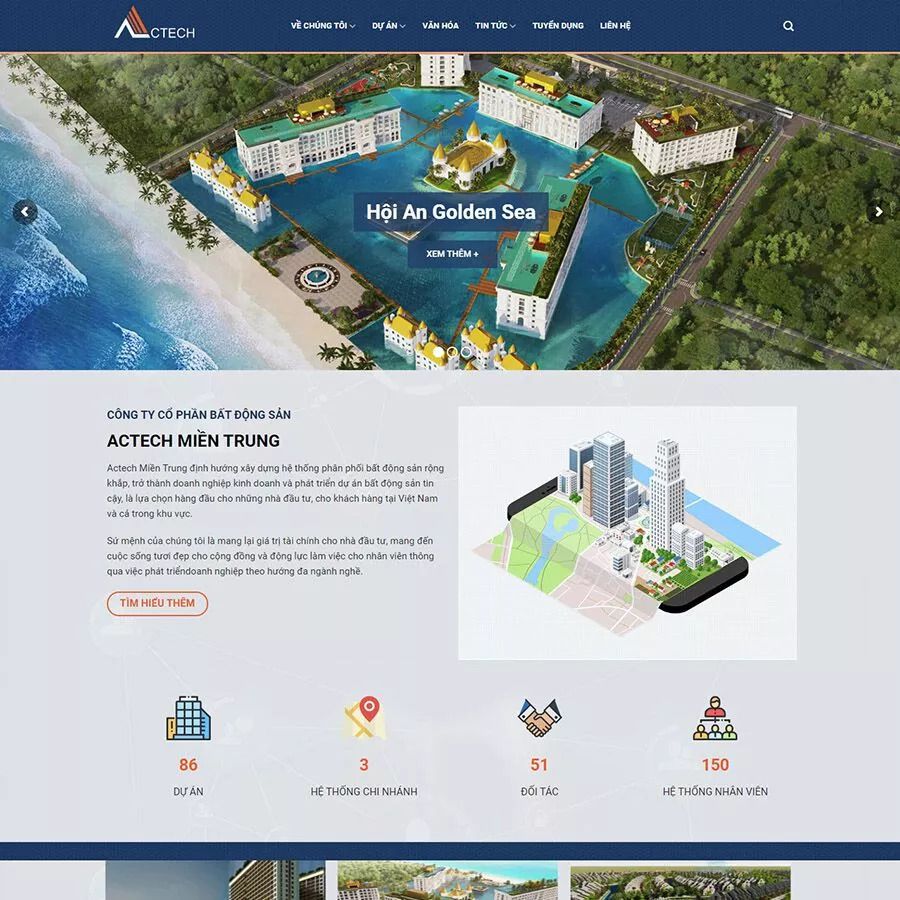 ACTECH
VỀ CHÚNG TÔI
DỰ ÁN
VĂN HÓA
TIN TỨC
TUYỂN DỤNG
LIÊN HỆ
Hội An Golden Sea
XEM THÊM +
CÔNG TY CỔ PHẦN BẤT ĐỘNG SẢN
ACTECH MIỀN TRUNG
Actech Miền Trung định hướng xây dựng hệ thống phân phối bất động sản rộng
khắp, trở thành doanh nghiệp kinh doanh và phát triển dự án bất động sản tin
cậy, là lựa chọn hàng đầu cho những nhà đầu tư, cho khách hàng tại Việt Nam
và cả trong khu vực.
Sứ mệnh của chúng tôi là mang lại giá trị tài chính cho nhà đầu tư, mang đến
cuộc sống tươi đẹp cho cộng đồng và động lực làm việc cho nhân viên thông
qua việc phát triểndoanh nghiệp theo hướng đa ngành nghề.
TÌM HIỂU THÊM
86
DỰ ÁN
3
HỆ THỐNG CHI NHÁNH
51
ĐỐI TÁC
150
HỆ THỐNG NHÂN VIÊN